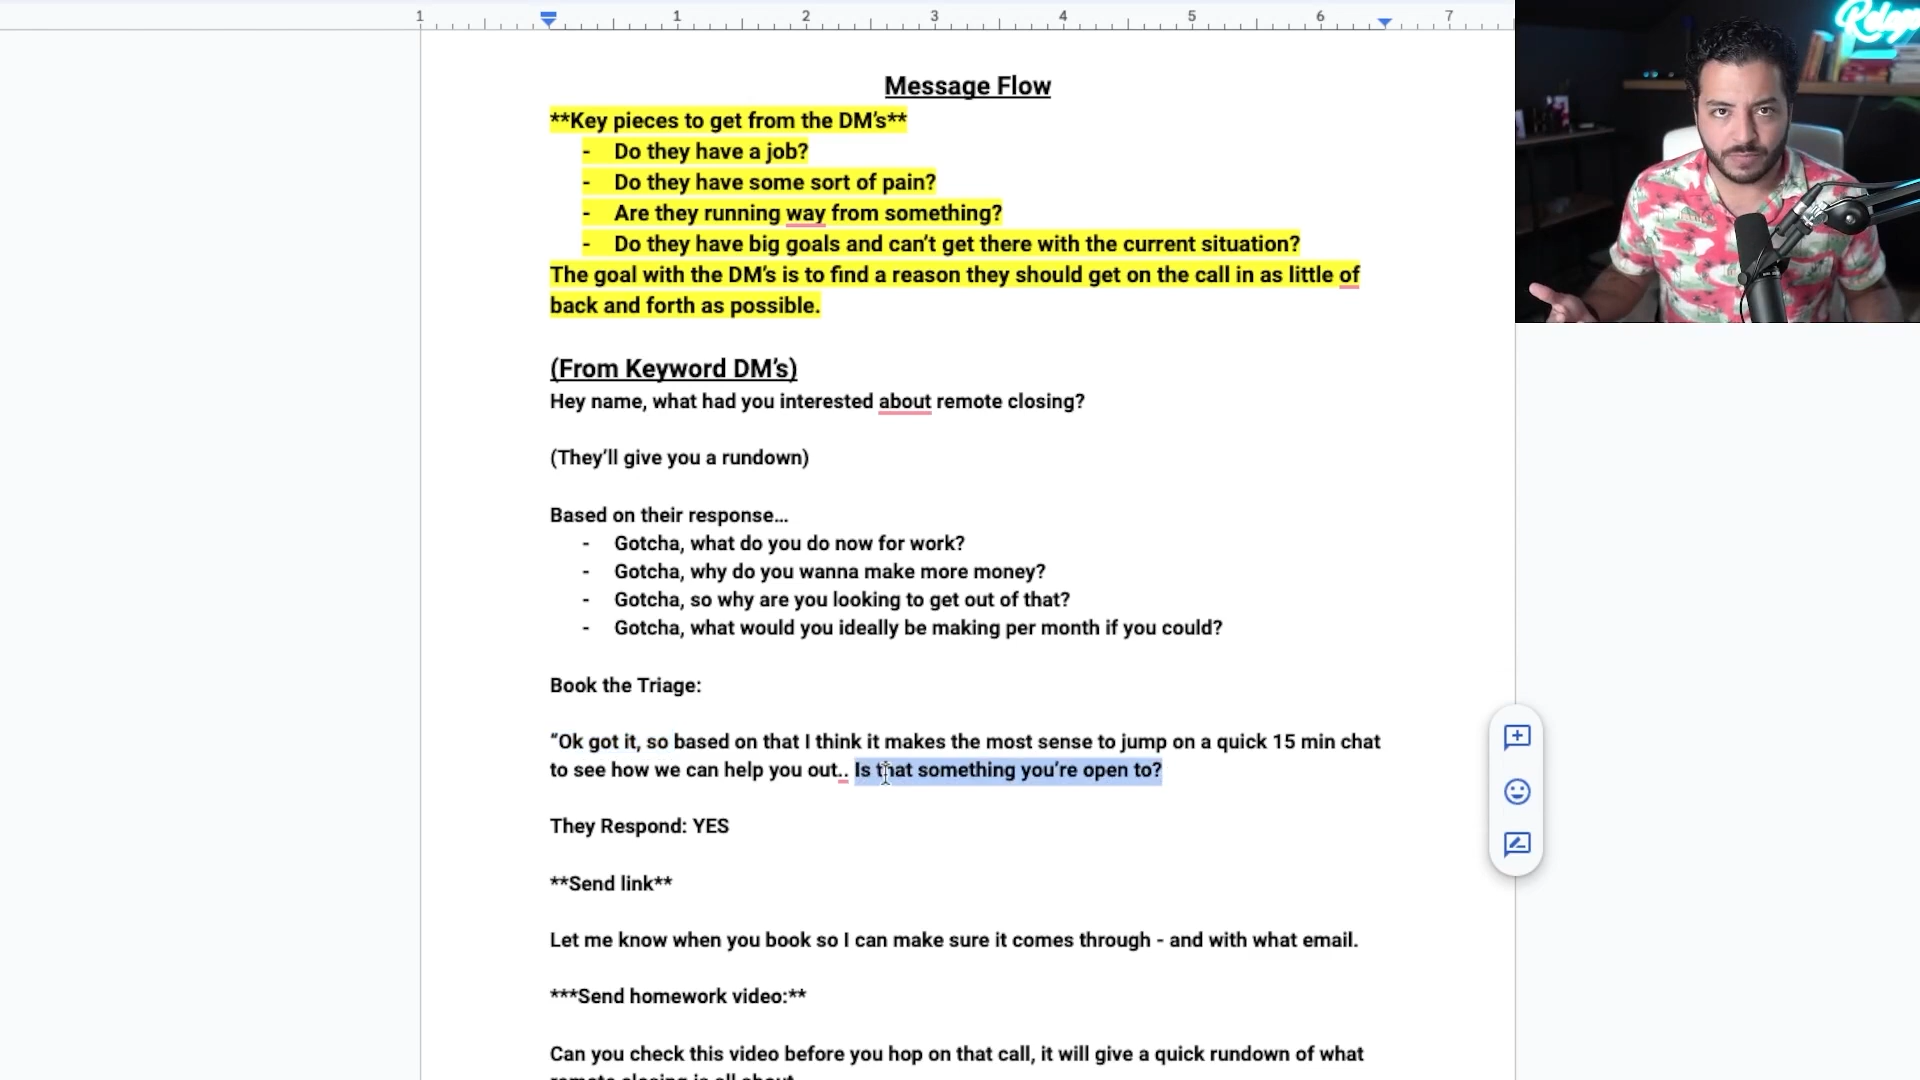 1 1 2 3 4 5 6 7
Message Flow
**Key pieces to get from the DM's**
- Do they have a job?
- Do they have some sort of pain?
- Are they running way from something?
- Do they have big goals and can't get there with the current situation?
The goal with the DM's is to find a reason they should get on the call in as little of
back and forth as possible.
(From Keyword DM's)
Hey name, what had you interested about remote closing?
(They'll give you a rundown)
Based on their response…
- Gotcha, what do you do now for work?
- Gotcha, why do you wanna make more money?
- Gotcha, so why are you looking to get out of that?
- Gotcha, what would you ideally be making per month if you could?
Book the Triage:
“Ok got it, so based on that I think it makes the most sense to jump on a quick 15 min chat
to see how we can help you out.. Is that something you're open to?
They Respond: YES
**Send link**
Let me know when you book so I can make sure it comes through - and with what email.
***Send homework video:**
Can you check this video before you hop on that call, it will give a quick rundown of what
remote closing is all about